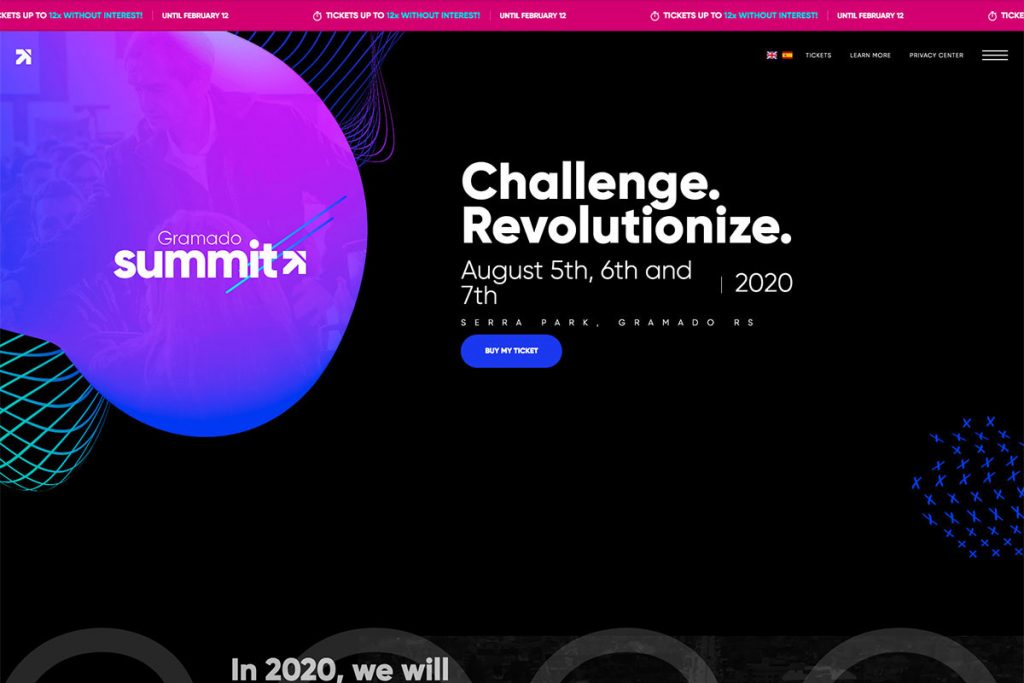 CKETS UP TO 12x WITHOUT INTEREST! UNTIL FEBRUARY 12 TICKETS UP TO 12x WITHOUT INTEREST! UNTIL FEBRUARY 12 TICKETS UP TO 12x WITHOUT INTEREST! UNTIL FEBRUARY 12 TICKE
TICKETS LEARN MORE PRIVACY CENTER
Gramado
summit
Challenge.
Revolutionize.
August 5th, 6th and
7th
2020
SERRA PARK, GRAMADO RS
BUY MY TICKET
2020
In 2020, we will